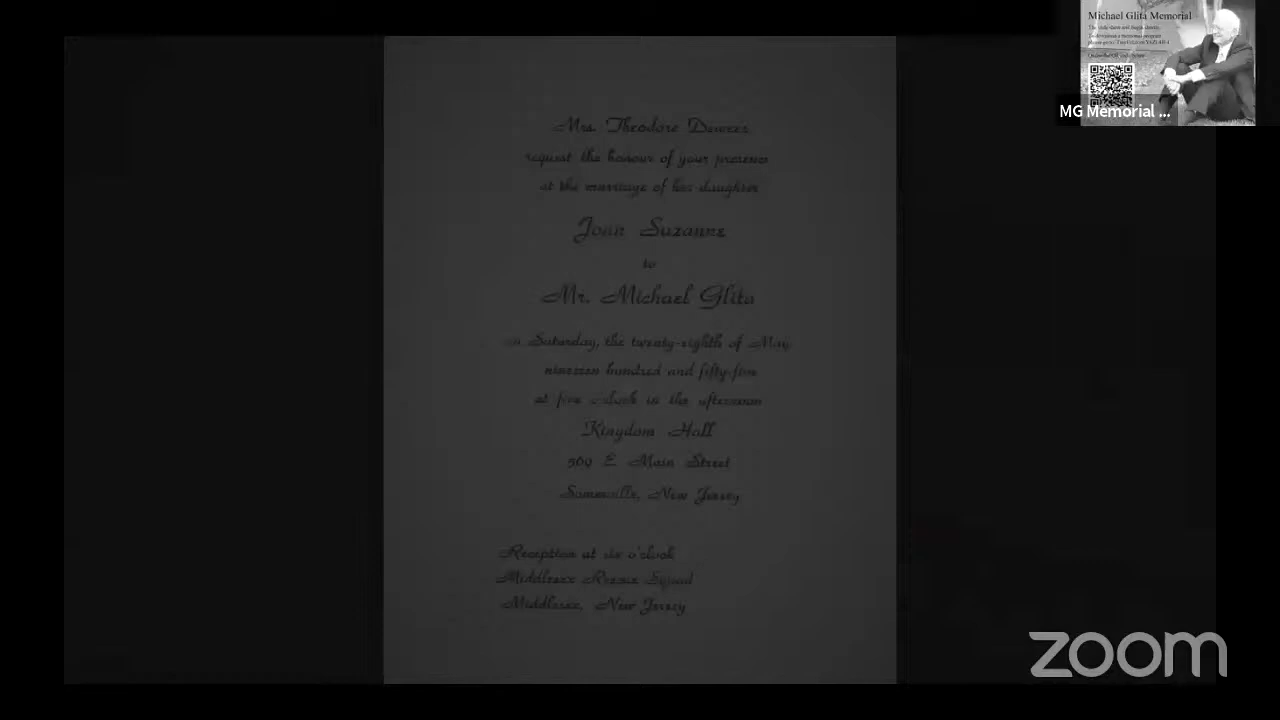 Mrs. Theodore
request the honour of your presence
at the marriage of her daughter
Joan Suzanne
to
Mr. Michael Glita
on Saturday, the twenty-eighth of May
nineteen hundred and fifty-five
at five o'clock in the afternoon
Kingdom Hall
569 E Main Street
Somerville, New Jersey
Reception at six o'clock
Middlesex Rescue Squad
Middlesex, New Jersey
Michael Glita Memorial
MG Memorial ...
zoom